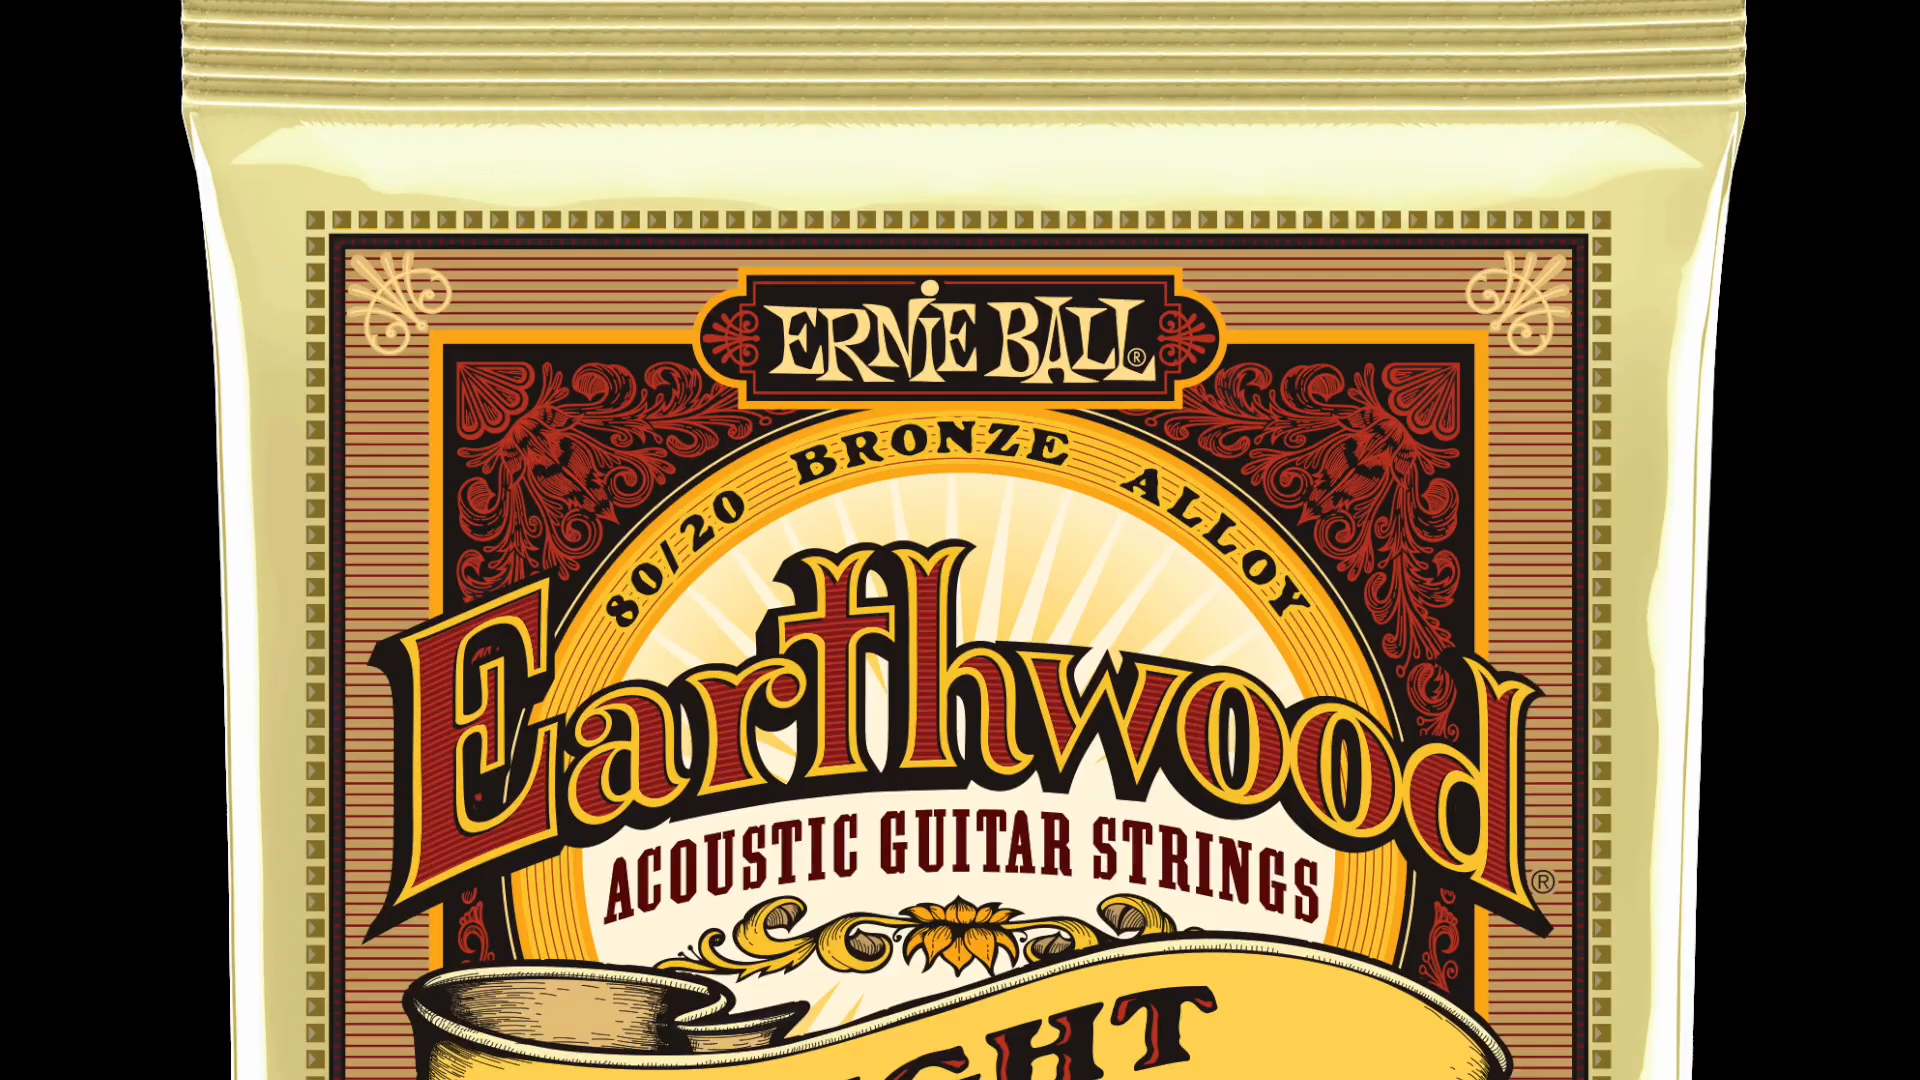 ERNIE BALL®
80/20 BRONZE ALLOY
Earthwood®
ACOUSTIC GUITAR STRINGS